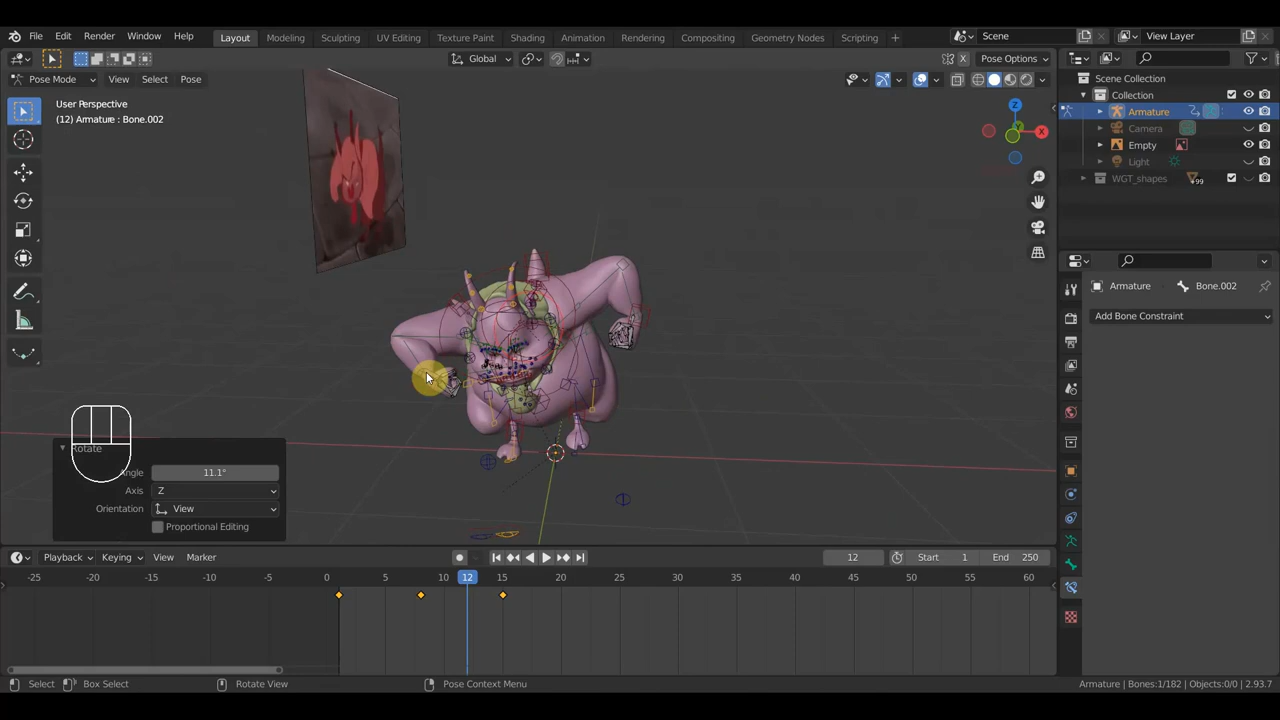 File Edit Render Window Help Layout Modeling Sculpting UV Editing Texture Paint Shading Animation Rendering Compositing Geometry Nodes Scripting Scene View Layer
Global Pose Options
Pose Mode View Select Pose
User Perspective
(12) Armature : Bone.002
Z
X
Y
Scene Collection
Collection
Armature
Camera
Empty
Light
WGT_shapes 99
Armature Bone.002
Add Bone Constraint
Rotate
Angle 11.1°
Axis Z
Orientation View
Proportional Editing
Playback Keying View Marker 12 Start 1 End 250
-25 -20 -15 -10 -5 0 5 10 12 15 20 25 30 35 40 45 50 55 60
Select Box Select Rotate View Pose Context Menu Armature | Bones:1/182 | Objects:0/0 | 2.93.7